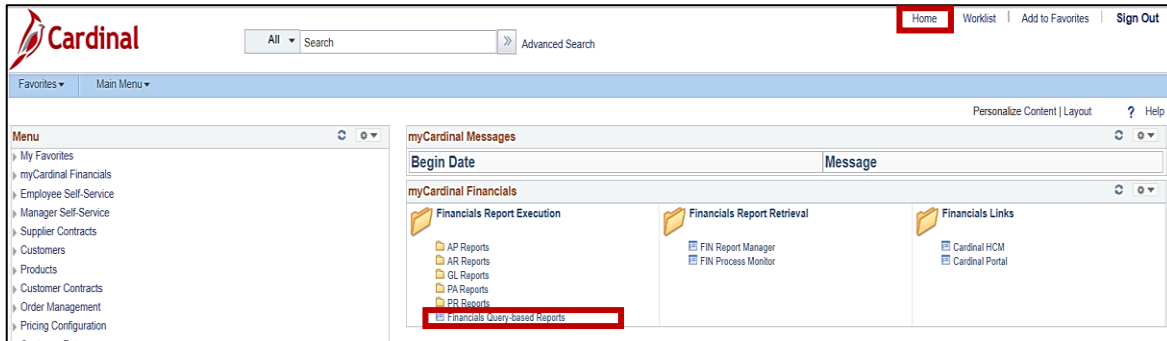 Home Worklist | Add to Favorites | Sign Out
Cardinal
All Search » Advanced Search
Favorites Main Menu
Personalize Content | Layout ? Help
Menu
My Favorites
myCardinal Financials
Employee Self-Service
Manager Self-Service
Supplier Contracts
Customers
Products
Customer Contracts
Order Management
Pricing Configuration
myCardinal Messages
Begin Date Message
myCardinal Financials
Financials Report Execution
AP Reports
AR Reports
GL Reports
PA Reports
PR Reports
Financials Query-based Reports
Financials Report Retrieval
FIN Report Manager
FIN Process Monitor
Financials Links
Cardinal HCM
Cardinal Portal